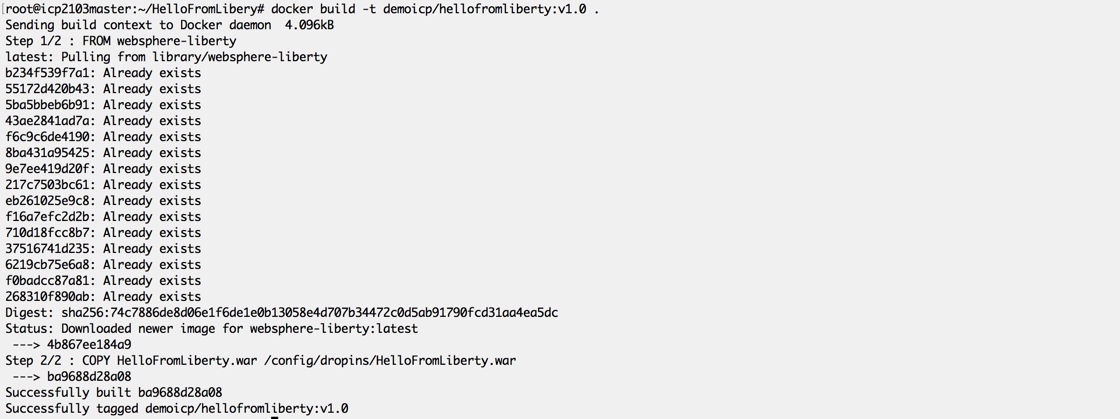 [root@icp2103master:~/HelloFromLibery# docker build -t demoicp/hellofromliberty:v1.0 .
Sending build context to Docker daemon  4.096kB
Step 1/2 : FROM websphere-liberty
latest: Pulling from library/websphere-liberty
b234f539f7a1: Already exists
55172d420b43: Already exists
5ba5bbeb6b91: Already exists
43ae2841ad7a: Already exists
f6c9c6de4190: Already exists
8ba431a95425: Already exists
9e7ee419d20f: Already exists
217c7503bc61: Already exists
eb261025e9c8: Already exists
f16a7efc2d2b: Already exists
710d18fcc8b7: Already exists
37516741d235: Already exists
6219cb75e6a8: Already exists
f0badcc87a81: Already exists
268310f890ab: Already exists
Digest: sha256:74c7886de8d06e1f6de1e0b13058e4d707b34472c0d5ab91790fcd31aa4ea5dc
Status: Downloaded newer image for websphere-liberty:latest
 ---> 4b867ee184a9
Step 2/2 : COPY HelloFromLiberty.war /config/dropins/HelloFromLiberty.war
 ---> ba9688d28a08
Successfully built ba9688d28a08
Successfully tagged demoicp/hellofromliberty:v1.0